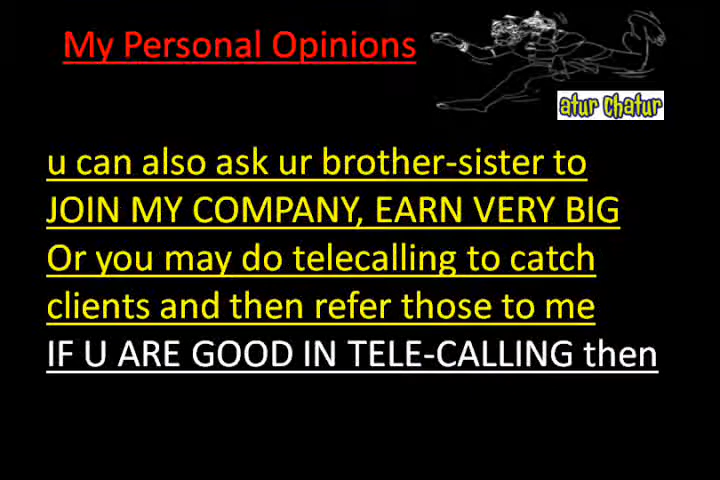 My Personal Opinions
atur chatur
u can also ask ur brother-sister to
JOIN MY COMPANY, EARN VERY BIG
Or you may do telecalling to catch
clients and then refer those to me
IF U ARE GOOD IN TELE-CALLING then